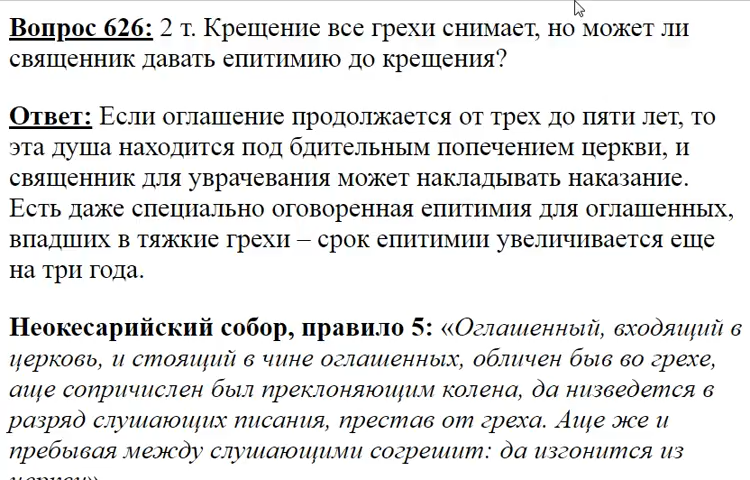 Вопрос 626: 2 т. Крещение все грехи снимает, но может ли
священник давать епитимию до крещения?
Ответ: Если оглашение продолжается от трех до пяти лет, то
эта душа находится под бдительным попечением церкви, и
священник для уврачевания может накладывать наказание.
Есть даже специально оговоренная епитимия для оглашенных,
впадших в тяжкие грехи – срок епитимии увеличивается еще
на три года.
Неокесарийский собор, правило 5: «Оглашенный, входящий в
церковь, и стоящий в чине оглашенных, обличен быв во грехе,
аще сопричислен был преклоняющим колена, да низведется в
разряд слушающих писания, престав от греха. Аще же и
пребывая между слушающими согрешит: да изгонится из